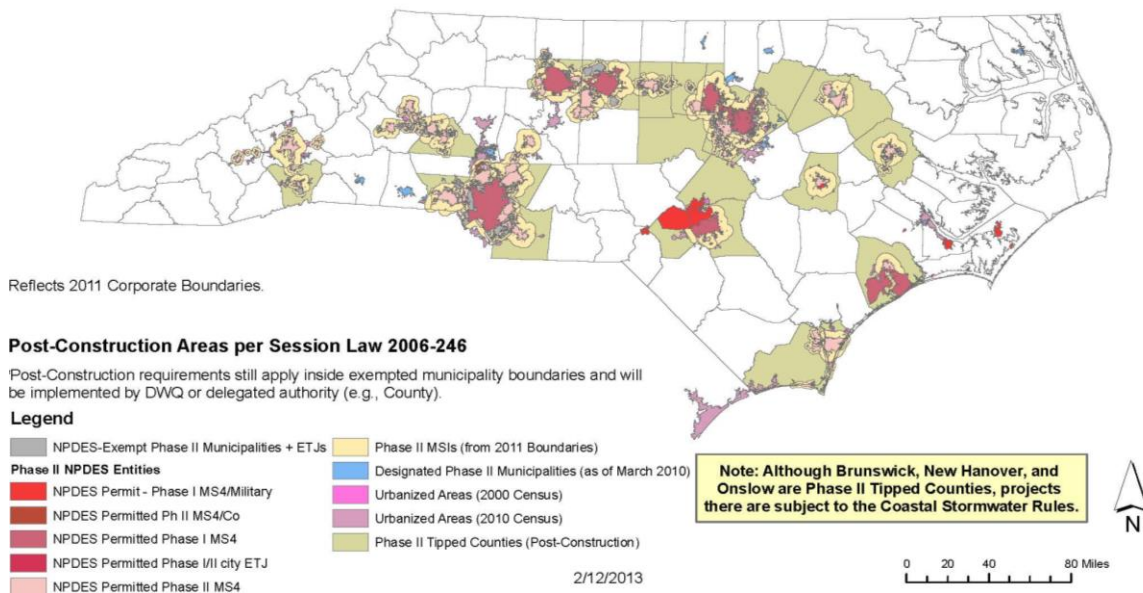 Reflects 2011 Corporate Boundaries.
Post-Construction Areas per Session Law 2006-246
'Post-Construction requirements still apply inside exempted municipality boundaries and will
be implemented by DWQ or delegated authority (e.g., County).
Legend
NPDES-Exempt Phase II Municipalities + ETJs
Phase II NPDES Entities
NPDES Permit - Phase I MS4/Military
NPDES Permitted Ph II MS4/Co
NPDES Permitted Phase I MS4
NPDES Permitted Phase I/II city ETJ
NPDES Permitted Phase II MS4
Phase II MSIs (from 2011 Boundaries)
Designated Phase II Municipalities (as of March 2010)
Urbanized Areas (2000 Census)
Urbanized Areas (2010 Census)
Phase II Tipped Counties (Post-Construction)
2/12/2013
Note: Although Brunswick, New Hanover, and
Onslow are Phase II Tipped Counties, projects
there are subject to the Coastal Stormwater Rules.
N
0 20 40 80 Miles